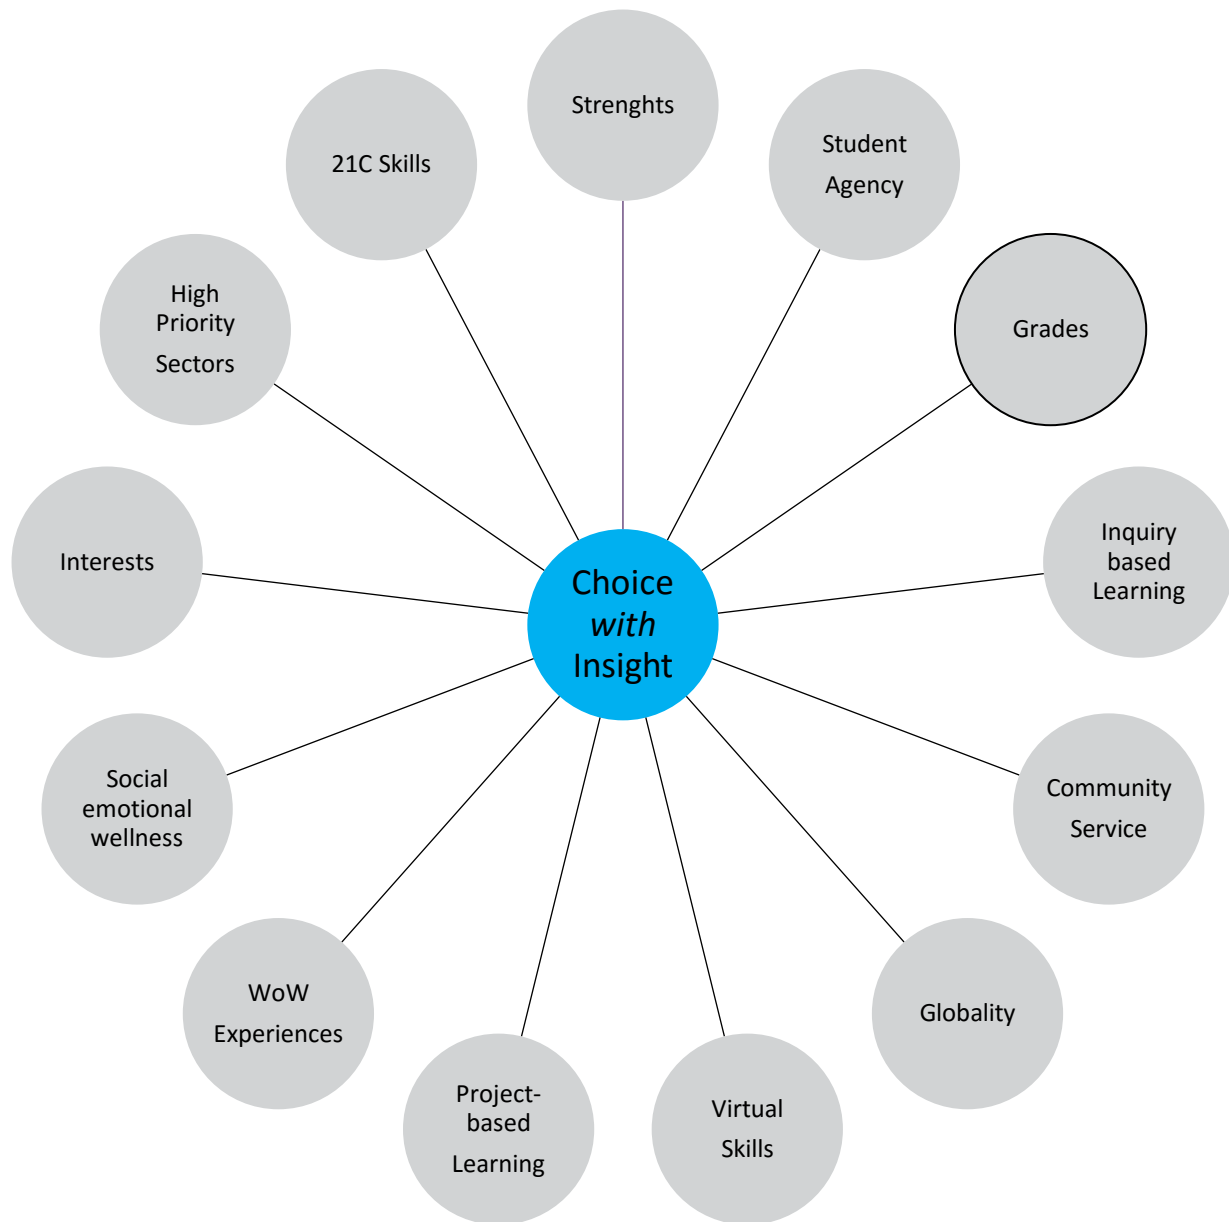 Strenghts
Student
Agency
Grades
Inquiry
based
Learning
Community
Service
Globality
Virtual
Skills
Project-
based
Learning
WoW
Experiences
Social
emotional
wellness
Interests
High
Priority
Sectors
21C Skills
Choice
with
Insight